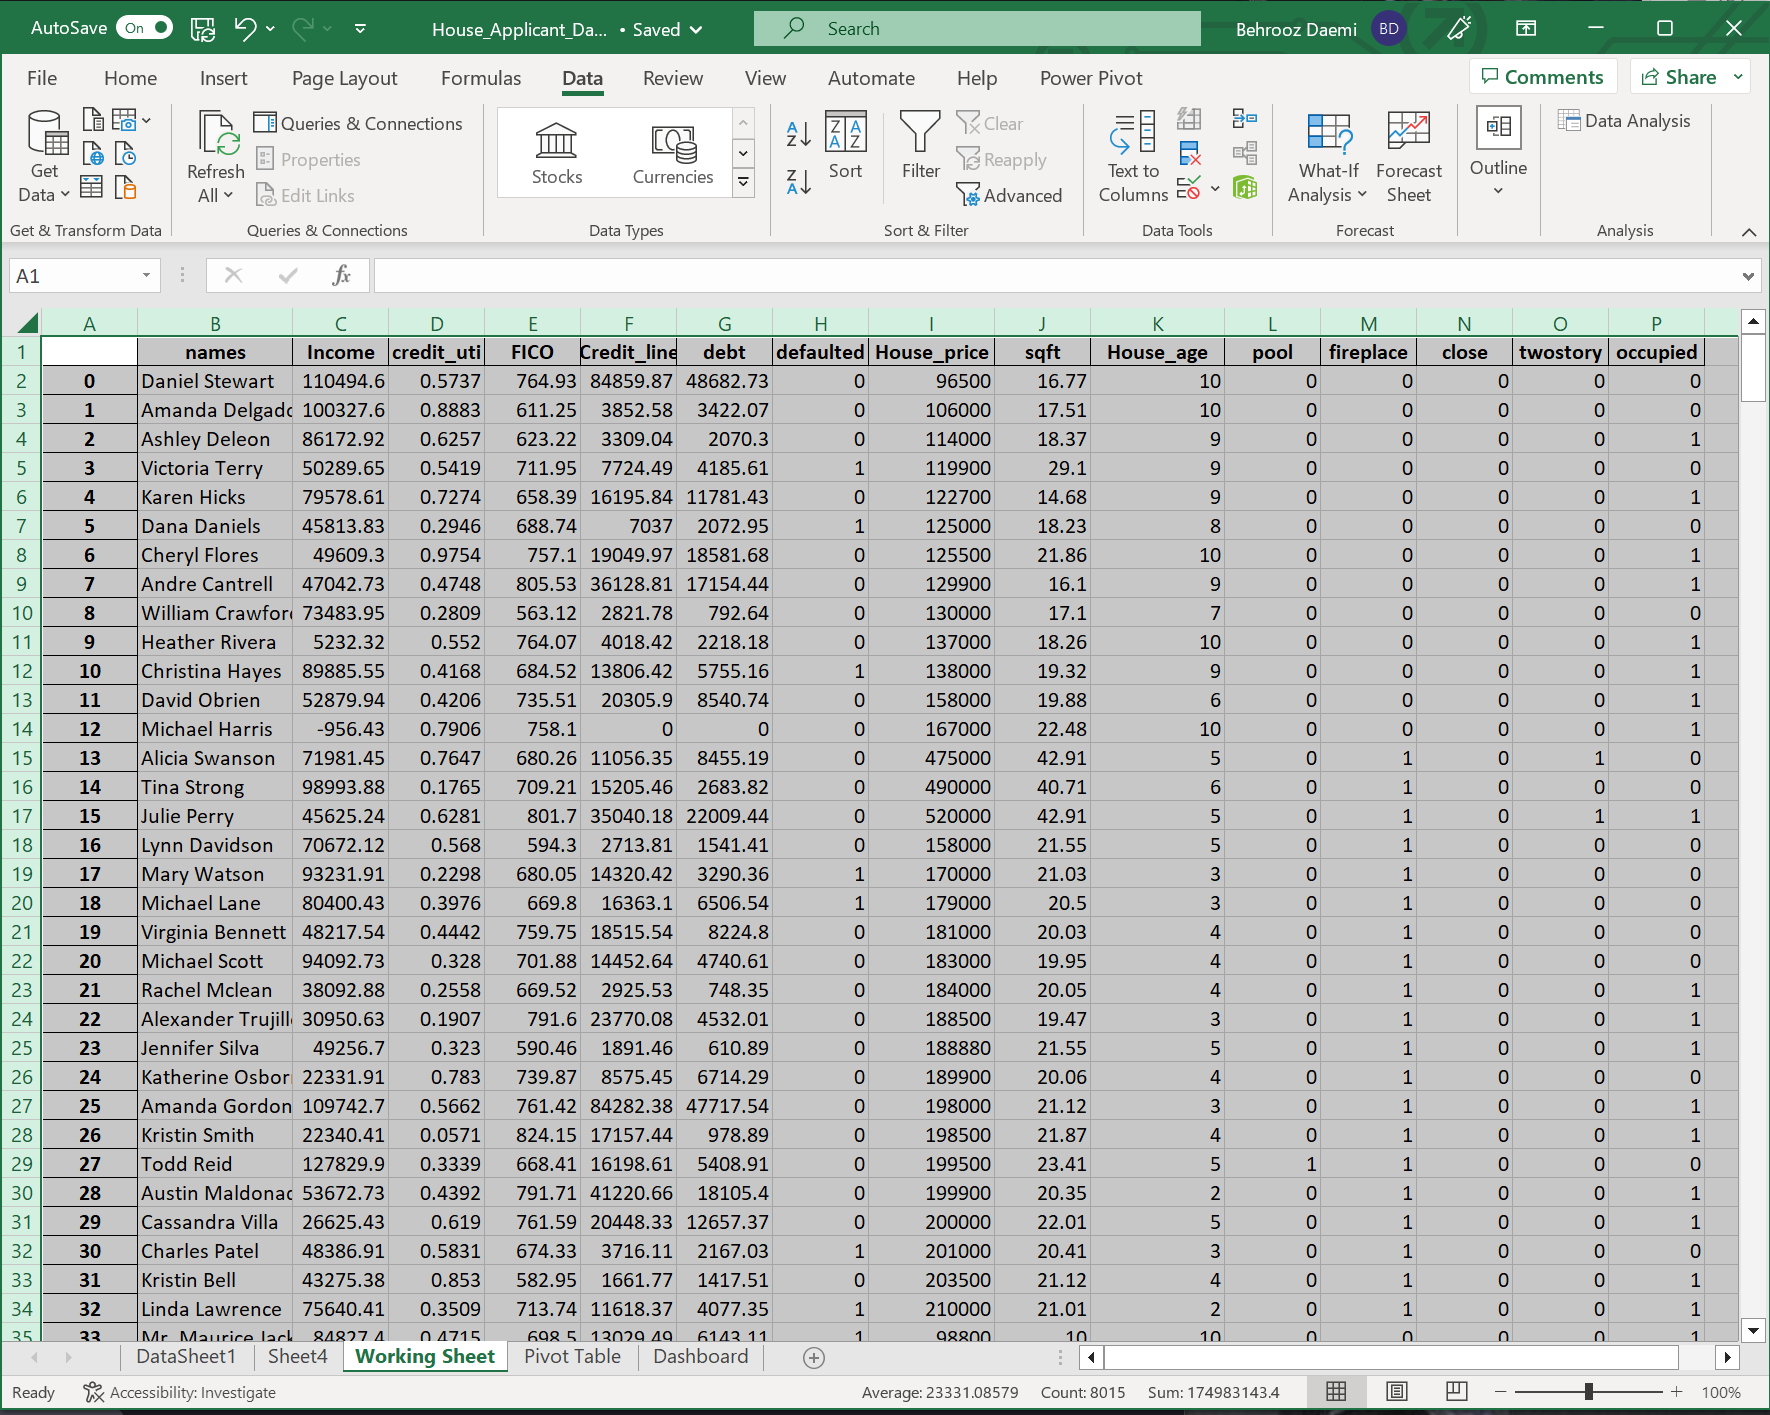 AutoSave On House_Applicant_Da... • Saved Search Behrooz Daemi BD
File Home Insert Page Layout Formulas Data Review View Automate Help Power Pivot Comments Share
Get Data Refresh All Queries & Connections Properties Edit Links Stocks Currencies Sort Filter Clear Reapply Advanced Text to Columns What-If Analysis Forecast Sheet Outline Data Analysis
Get & Transform Data Queries & Connections Data Types Sort & Filter Data Tools Forecast Analysis
A1 fx
A B C D E F G H I J K L M N O P
1 names Income credit_uti FICO Credit_line debt defaulted House_price sqft House_age pool fireplace close twostory occupied
2 0 Daniel Stewart 110494.6 0.5737 764.93 84859.87 48682.73 0 96500 16.77 10 0 0 0 0 0
3 1 Amanda Delgado 100327.6 0.8883 611.25 3852.58 3422.07 0 106000 17.51 10 0 0 0 0 0
4 2 Ashley Deleon 86172.92 0.6257 623.22 3309.04 2070.3 0 114000 18.37 9 0 0 0 0 1
5 3 Victoria Terry 50289.65 0.5419 711.95 7724.49 4185.61 1 119900 29.1 9 0 0 0 0 0
6 4 Karen Hicks 79578.61 0.7274 658.39 16195.84 11781.43 0 122700 14.68 9 0 0 0 0 1
7 5 Dana Daniels 45813.83 0.2946 688.74 7037 2072.95 1 125000 18.23 8 0 0 0 0 0
8 6 Cheryl Flores 49609.3 0.9754 757.1 19049.97 18581.68 0 125500 21.86 10 0 0 0 0 1
9 7 Andre Cantrell 47042.73 0.4748 805.53 36128.81 17154.44 0 129900 16.1 9 0 0 0 0 1
10 8 William Crawford 73483.95 0.2809 563.12 2821.78 792.64 0 130000 17.1 7 0 0 0 0 0
11 9 Heather Rivera 5232.32 0.552 764.07 4018.42 2218.18 0 137000 18.26 10 0 0 0 0 1
12 10 Christina Hayes 89885.55 0.4168 684.52 13806.42 5755.16 1 138000 19.32 9 0 0 0 0 1
13 11 David Obrien 52879.94 0.4206 735.51 20305.9 8540.74 0 158000 19.88 6 0 0 0 0 1
14 12 Michael Harris -956.43 0.7906 758.1 0 0 0 167000 22.48 10 0 0 0 0 1
15 13 Alicia Swanson 71981.45 0.7647 680.26 11056.35 8455.19 0 475000 42.91 5 0 1 0 1 0
16 14 Tina Strong 98993.88 0.1765 709.21 15205.46 2683.82 0 490000 40.71 6 0 1 0 0 0
17 15 Julie Perry 45625.24 0.6281 801.7 35040.18 22009.44 0 520000 42.91 5 0 1 0 1 1
18 16 Lynn Davidson 70672.12 0.568 594.3 2713.81 1541.41 0 158000 21.55 5 0 1 0 0 0
19 17 Mary Watson 93231.91 0.2298 680.05 14320.42 3290.36 1 170000 21.03 3 0 1 0 0 0
20 18 Michael Lane 80400.43 0.3976 669.8 16363.1 6506.54 1 179000 20.5 3 0 1 0 0 0
21 19 Virginia Bennett 48217.54 0.4442 759.75 18515.54 8224.8 0 181000 20.03 4 0 1 0 0 0
22 20 Michael Scott 94092.73 0.328 701.88 14452.64 4740.61 0 183000 19.95 4 0 1 0 0 0
23 21 Rachel Mclean 38092.88 0.2558 669.52 2925.53 748.35 0 184000 20.05 4 0 1 0 0 1
24 22 Alexander Trujill 30950.63 0.1907 791.6 23770.08 4532.01 0 188500 19.47 3 0 1 0 0 1
25 23 Jennifer Silva 49256.7 0.323 590.46 1891.46 610.89 0 188880 21.55 5 0 1 0 0 1
26 24 Katherine Osbor 22331.91 0.783 739.87 8575.45 6714.29 0 189900 20.06 4 0 1 0 0 0
27 25 Amanda Gordon 109742.7 0.5662 761.42 84282.38 47717.54 0 198000 21.12 3 0 1 0 0 1
28 26 Kristin Smith 22340.41 0.0571 824.15 17157.44 978.89 0 198500 21.87 4 0 1 0 0 1
29 27 Todd Reid 127829.9 0.3339 668.41 16198.61 5408.91 0 199500 23.41 5 1 1 0 0 0
30 28 Austin Maldonad 53672.73 0.4392 791.71 41220.66 18105.4 0 199900 20.35 2 0 1 0 0 1
31 29 Cassandra Villa 26625.43 0.619 761.59 20448.33 12657.37 0 200000 22.01 5 0 1 0 0 1
32 30 Charles Patel 48386.91 0.5831 674.33 3716.11 2167.03 1 201000 20.41 3 0 1 0 0 0
33 31 Kristin Bell 43275.38 0.853 582.95 1661.77 1417.51 0 203500 21.12 4 0 1 0 0 1
34 32 Linda Lawrence 75640.41 0.3509 713.74 11618.37 4077.35 1 210000 21.01 2 0 1 0 0 1
35 33 Mr. Maurice Jack 84827.4 0.4715 698.5 13029.49 6143.11 1 98800 10 10 0 0 0 0 1
DataSheet1 Sheet4 Working Sheet Pivot Table Dashboard
Ready Accessibility: Investigate Average: 23331.08579 Count: 8015 Sum: 174983143.4 100%